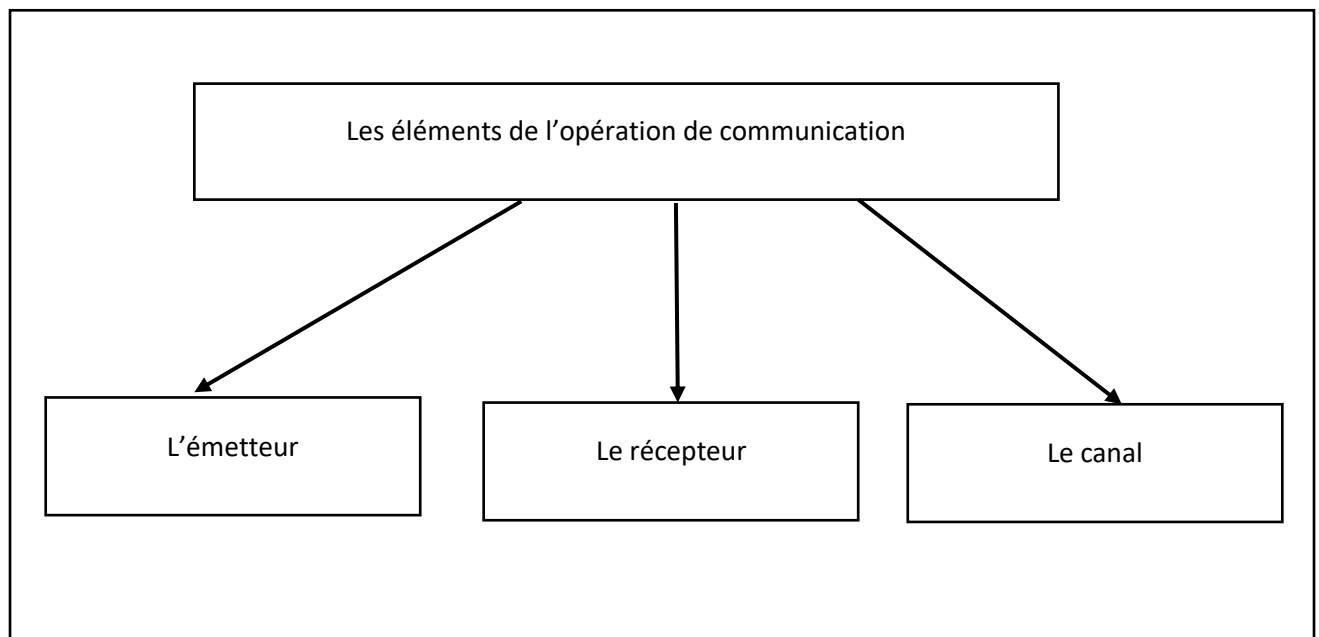 Les éléments de l’opération de communication
L’émetteur
Le récepteur
Le canal